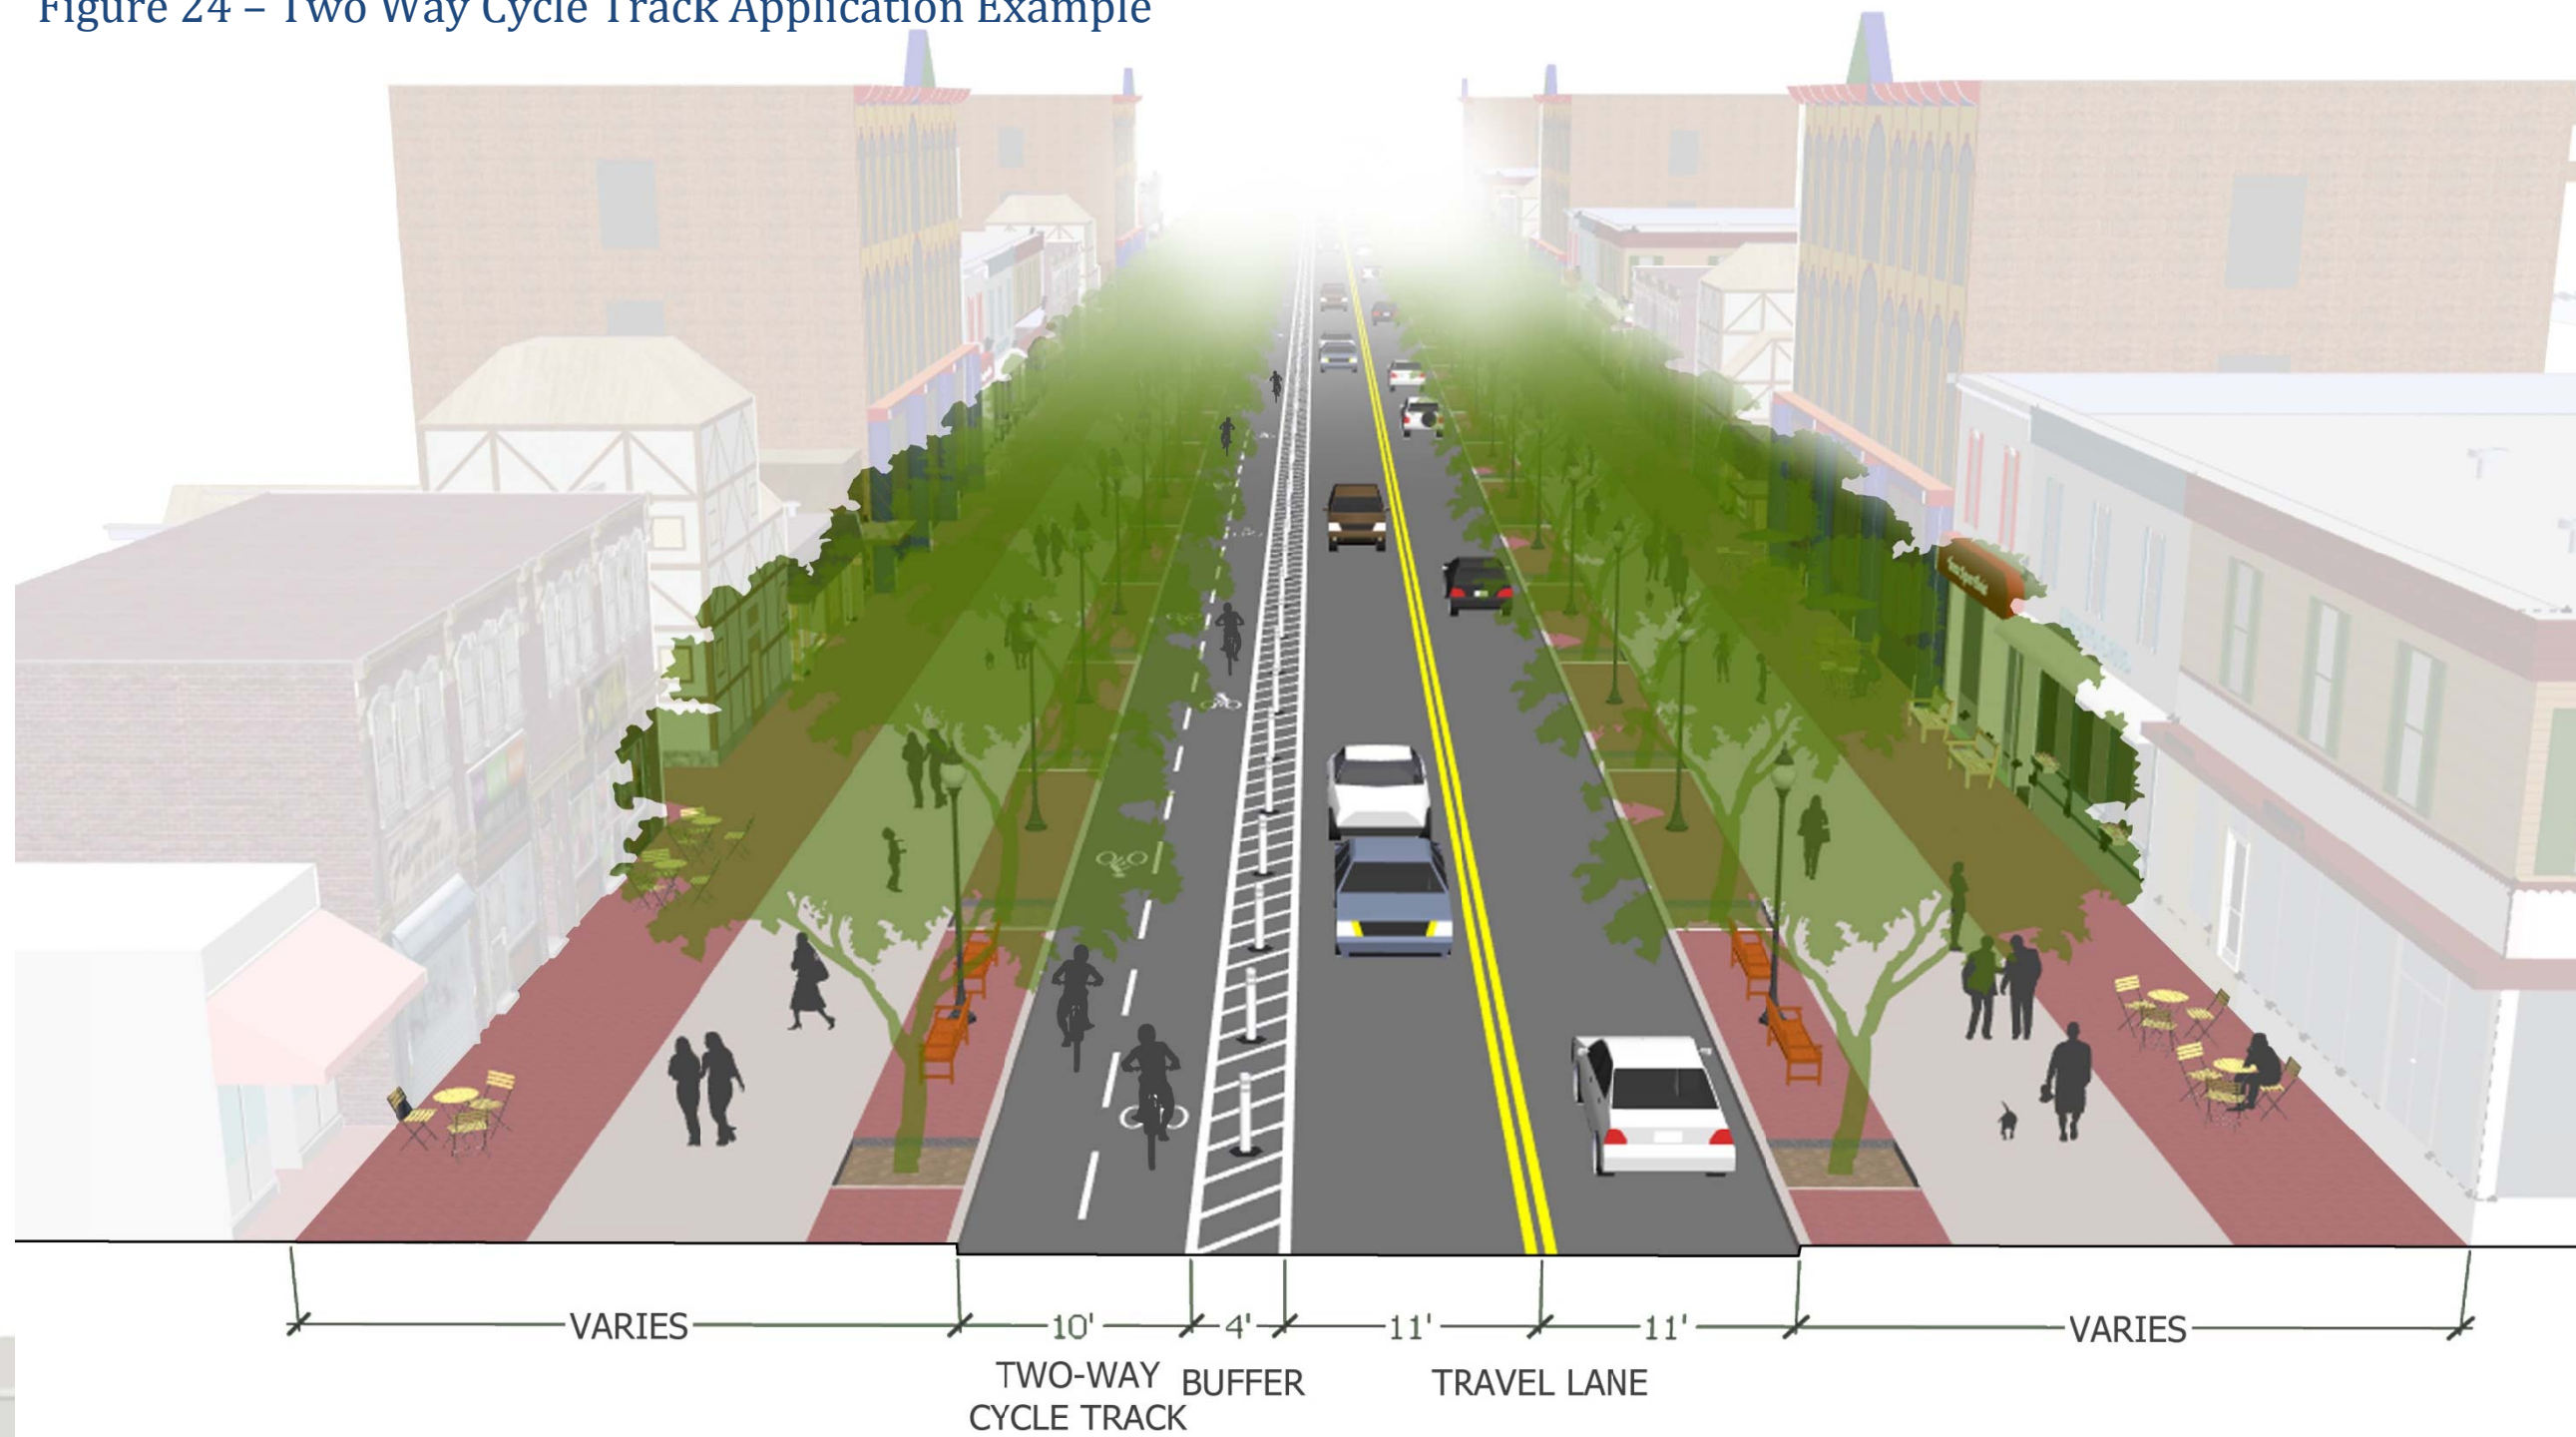 Figure 24 – Two Way Cycle Track Application Example
VARIES 10' 4' 11' 11' VARIES
TWO-WAY BUFFER TRAVEL LANE
CYCLE TRACK